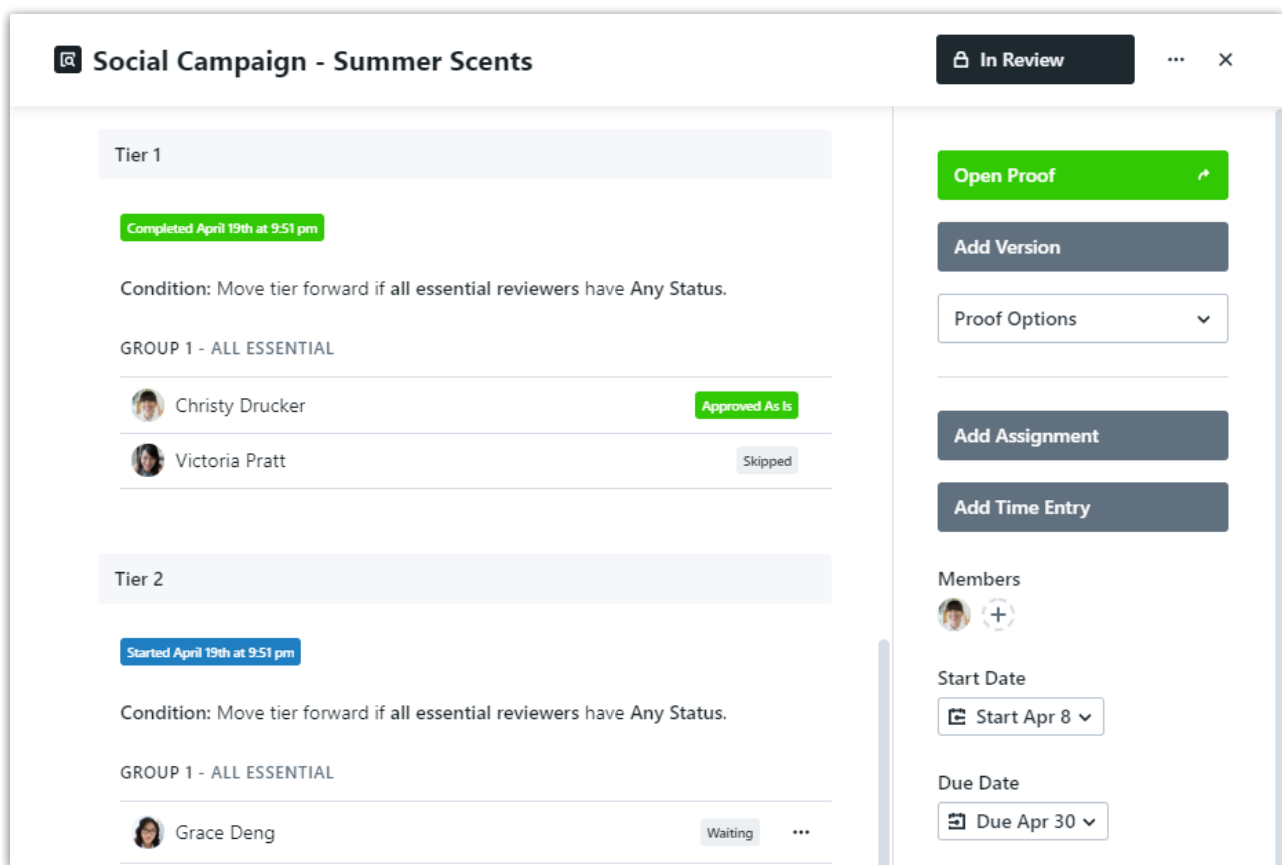 Social Campaign - Summer Scents
In Review
Tier 1
Completed April 19th at 9:51 pm
Condition: Move tier forward if all essential reviewers have Any Status.
GROUP 1 - ALL ESSENTIAL
Christy Drucker
Approved As Is
Victoria Pratt
Skipped
Tier 2
Started April 19th at 9:51 pm
Condition: Move tier forward if all essential reviewers have Any Status.
GROUP 1 - ALL ESSENTIAL
Grace Deng
Waiting
Open Proof
Add Version
Proof Options
Add Assignment
Add Time Entry
Members
Start Date
Start Apr 8
Due Date
Due Apr 30